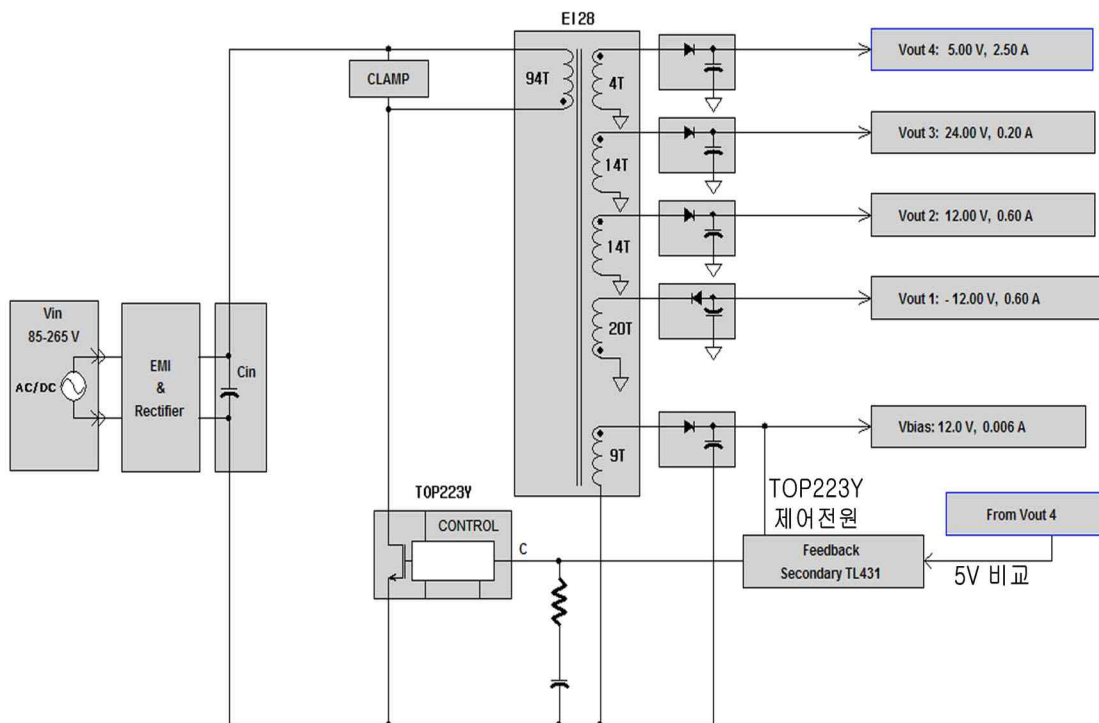 EI28
CLAMP
94T
4T
Vout 4: 5.00 V, 2.50 A
14T
Vout 3: 24.00 V, 0.20 A
14T
Vout 2: 12.00 V, 0.60 A
20T
Vout 1: - 12.00 V, 0.60 A
Vin
85-265 V
AC/DC
EMI
&
Rectifier
Cin
9T
Vbias: 12.0 V, 0.006 A
TOP223Y
CONTROL
C
TOP223Y
제어전원
From Vout 4
Feedback
Secondary TL431
5V 비교